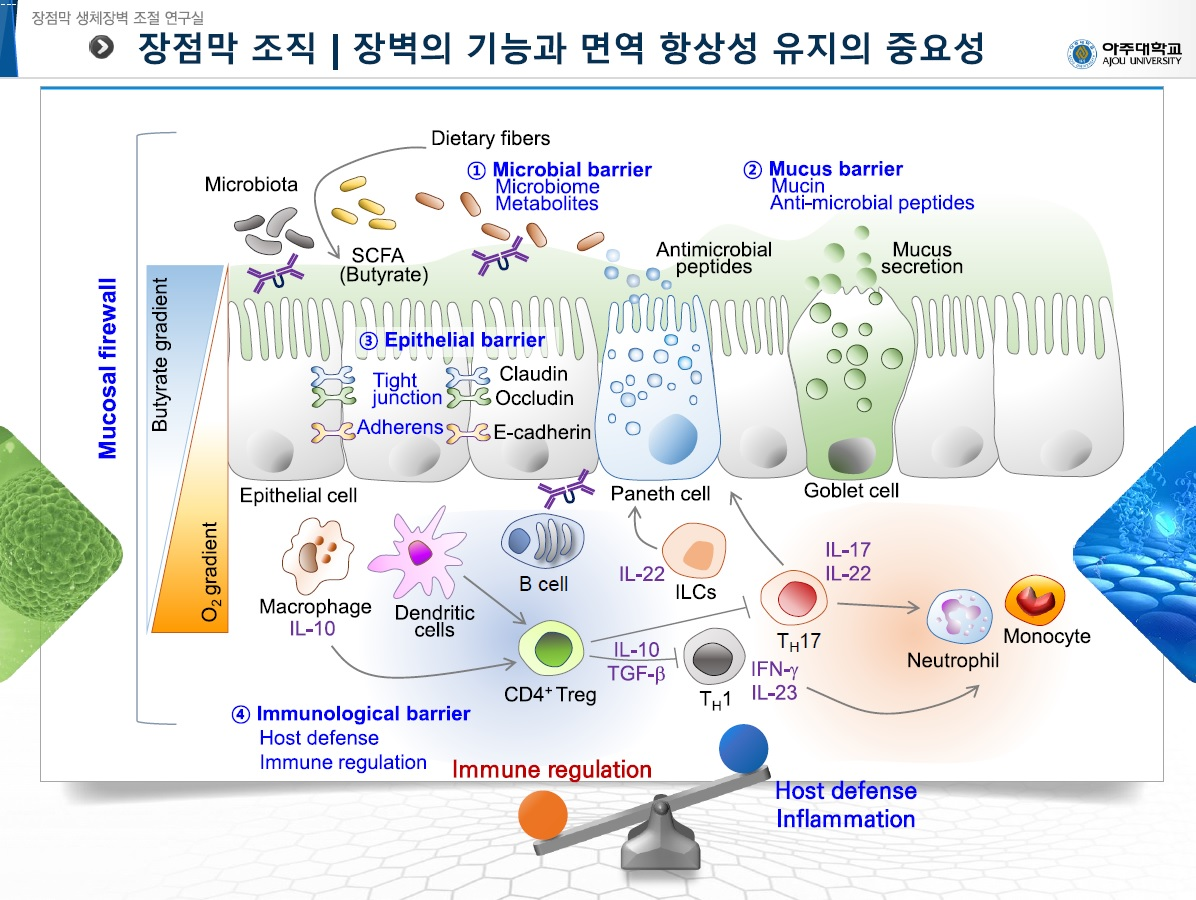 장점막 생체장벽 조절 연구실
장점막 조직 | 장벽의 기능과 면역 항상성 유지의 중요성
아주대학교
AJOU UNIVERSITY
Dietary fibers
Microbiota
① Microbial barrier
Microbiome
Metabolites
② Mucus barrier
Mucin
Anti-microbial peptides
SCFA
(Butyrate)
Antimicrobial
peptides
Mucus
secretion
Mucosal firewall
Butyrate gradient
O2 gradient
③ Epithelial barrier
Tight
junction
Claudin
Occludin
Adherens
E-cadherin
Epithelial cell
Paneth cell
Goblet cell
Macrophage
IL-10
Dendritic
cells
B cell
IL-22
ILCs
IL-17
IL-22
TH17
Neutrophil
Monocyte
CD4+ Treg
IL-10
TGF-β
TH1
IFN-γ
IL-23
④ Immunological barrier
Host defense
Immune regulation
Immune regulation
Host defense
Inflammation